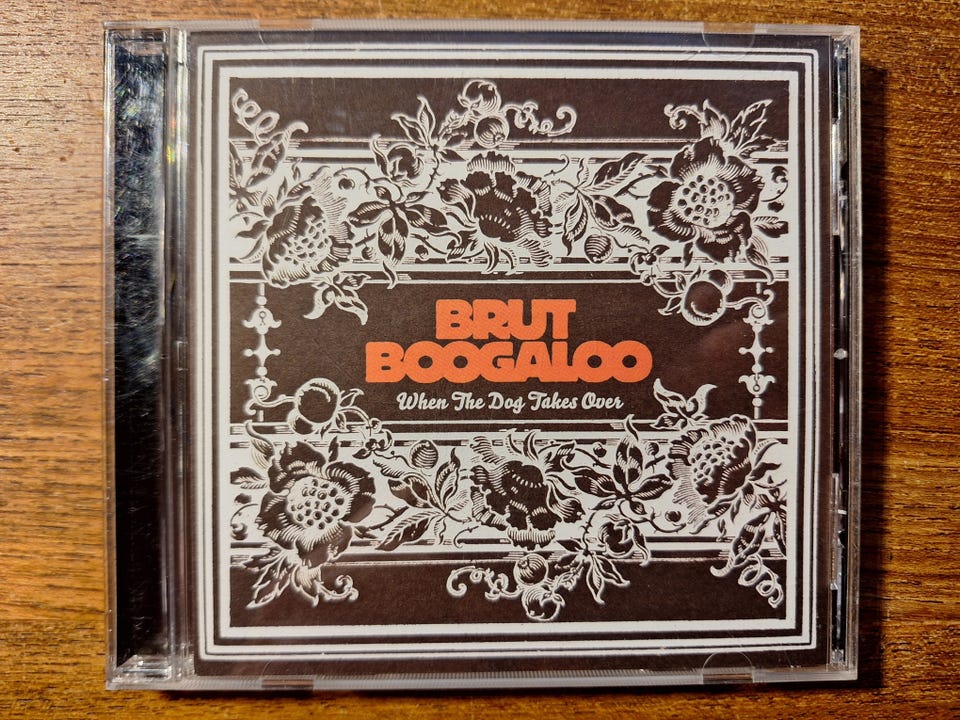 BRUT
BOOGALOO
When The Dog Takes Over